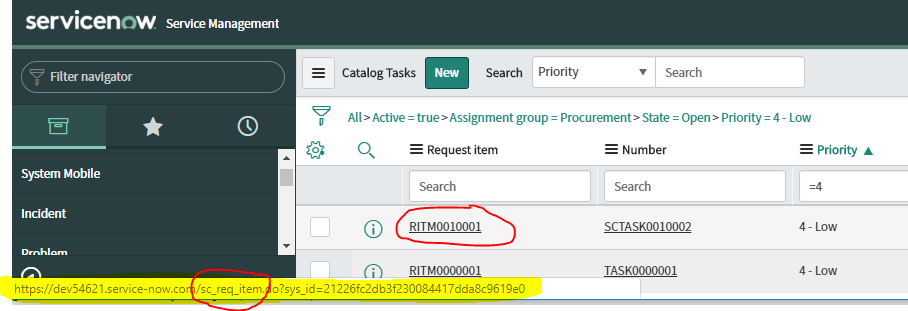 servicenow Service Management
Filter navigator
Catalog Tasks New Search Priority Search
All > Active = true > Assignment group = Procurement > State = Open > Priority = 4 - Low
Request item Number Priority
System Mobile
Search Search =4
Incident
RITM0010001 SCTASK0010002 4 - Low
Problem
RITM0000001 TASK0000001 4 - Low
https://dev54621.service-now.com/sc_req_item.do?sys_id=21226fc2db3f230084417dda8c9619e0